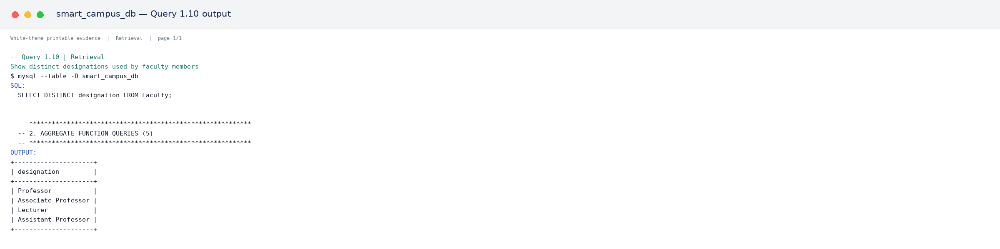 smart_campus_db — Query 1.10 output
White-theme printable evidence  |  Retrieval  |  page 1/1
-- Query 1.10 | Retrieval
Show distinct designations used by faculty members
$ mysql --table -D smart_campus_db
SQL:
  SELECT DISTINCT designation FROM Faculty;
  -- ***********************************************************
  -- 2. AGGREGATE FUNCTION QUERIES (5)
  -- ***********************************************************
OUTPUT:
+---------------------+
| designation         |
+---------------------+
| Professor           |
| Associate Professor |
| Lecturer            |
| Assistant Professor |
+---------------------+